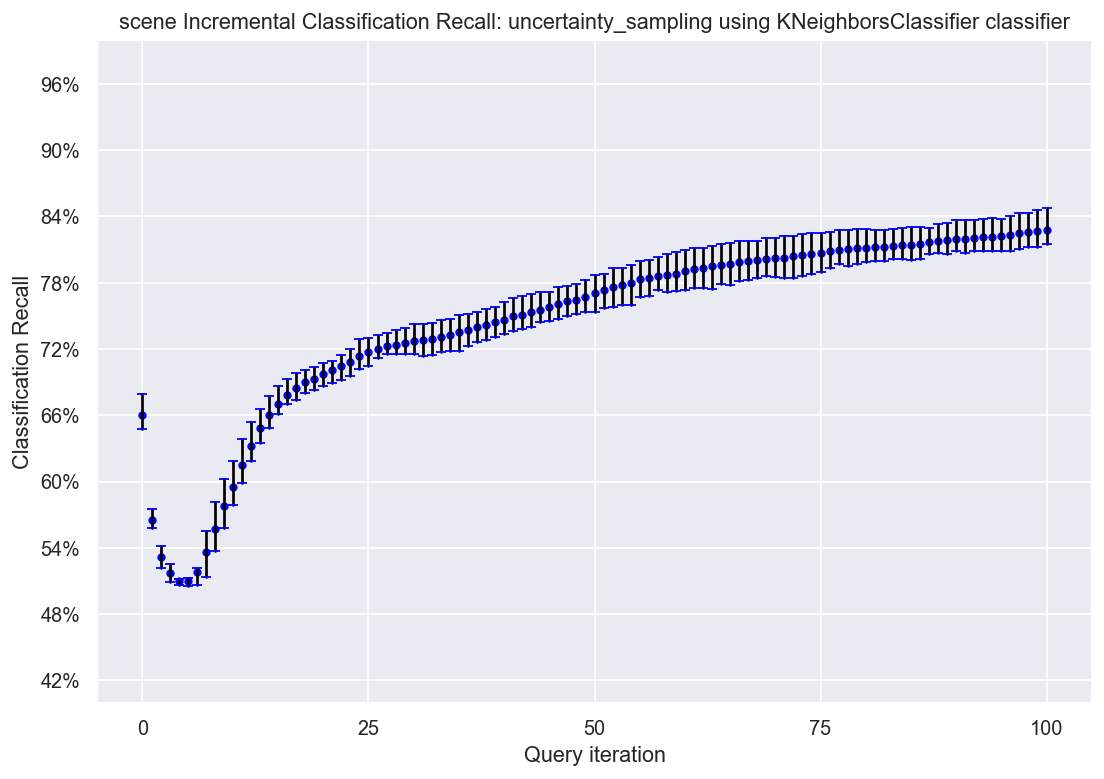 scene Incremental Classification Recall: uncertainty_sampling using KNeighborsClassifier classifier
96%
90%
84%
78%
72%
66%
60%
54%
48%
42%
Classification Recall
0 25 50 75 100
Query iteration